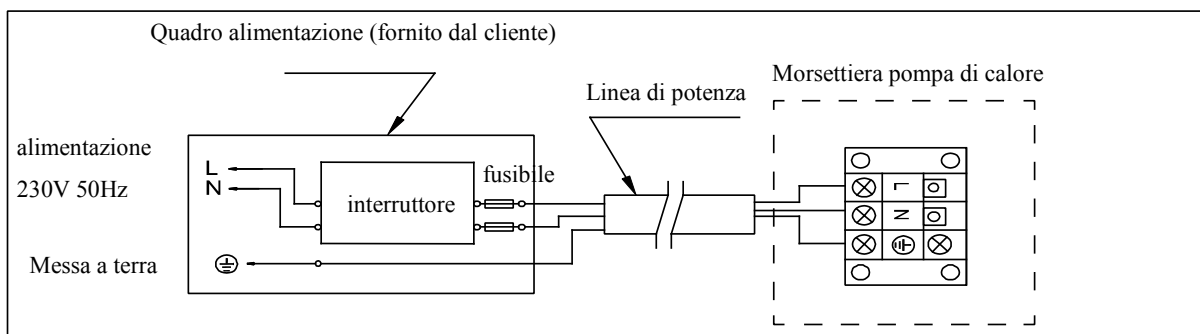 Quadro alimentazione (fornito dal cliente)
Morsettiera pompa di calore
Linea di potenza
alimentazione
230V 50Hz
L
N
fusibile
interruttore
Messa a terra
L
N